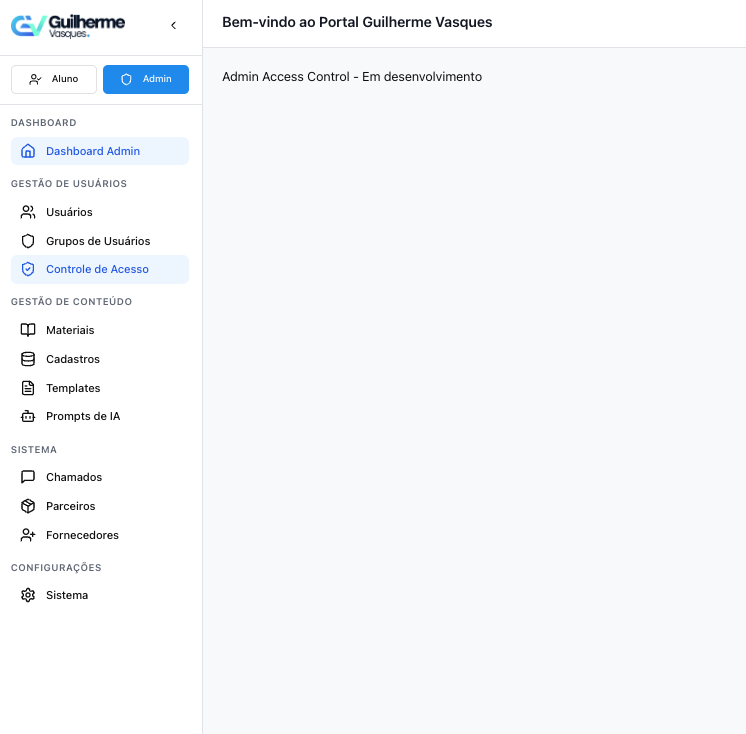 GV Guilherme
Vasques.
Bem-vindo ao Portal Guilherme Vasques
Aluno
Admin
Admin Access Control - Em desenvolvimento
DASHBOARD
Dashboard Admin
GESTÃO DE USUÁRIOS
Usuários
Grupos de Usuários
Controle de Acesso
GESTÃO DE CONTEÚDO
Materiais
Cadastros
Templates
Prompts de IA
SISTEMA
Chamados
Parceiros
Fornecedores
CONFIGURAÇÕES
Sistema